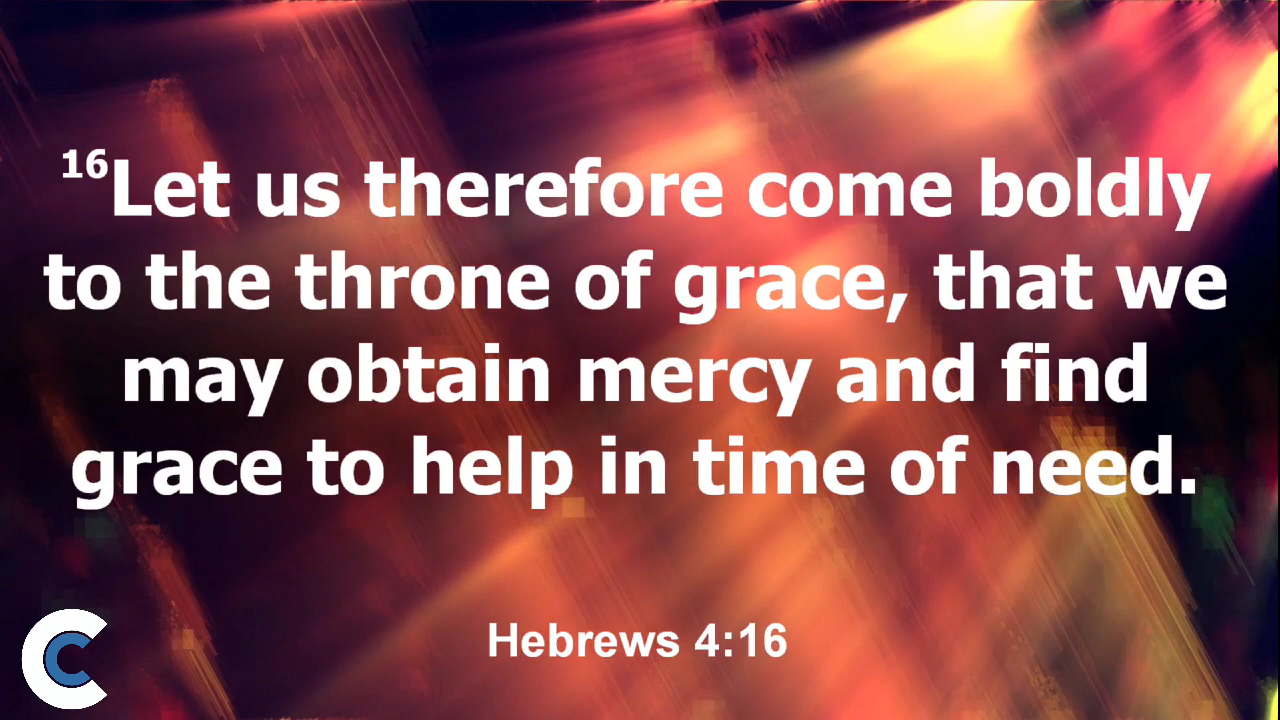 16Let us therefore come boldly
to the throne of grace, that we
may obtain mercy and find
grace to help in time of need.
Hebrews 4:16
CC